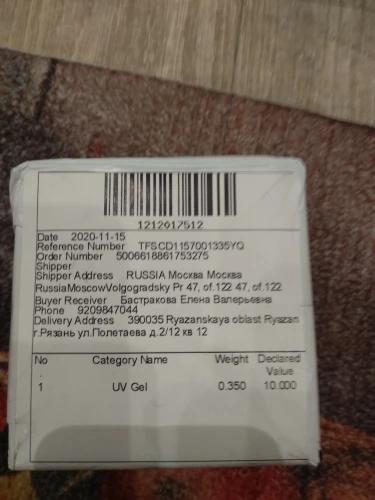 1212917512
Date 2020-11-15
Reference Number TFSCD1157001335YQ
Order Number 5006618861753275
Shipper
Shipper Address RUSSIA Москва Москва
RussiaMoscowVolgogradsky Pr 47, of.122 47, of.122
Buyer Receiver Бастракова Елена Валерьевна
Phone 9209847044
Delivery Address 390035 Ryazanskaya oblast Ryazan
г.Рязань ул.Полетаева д.2/12 кв 12
No Category Name Weight Declared
. Value
1 UV Gel 0.350 10.000